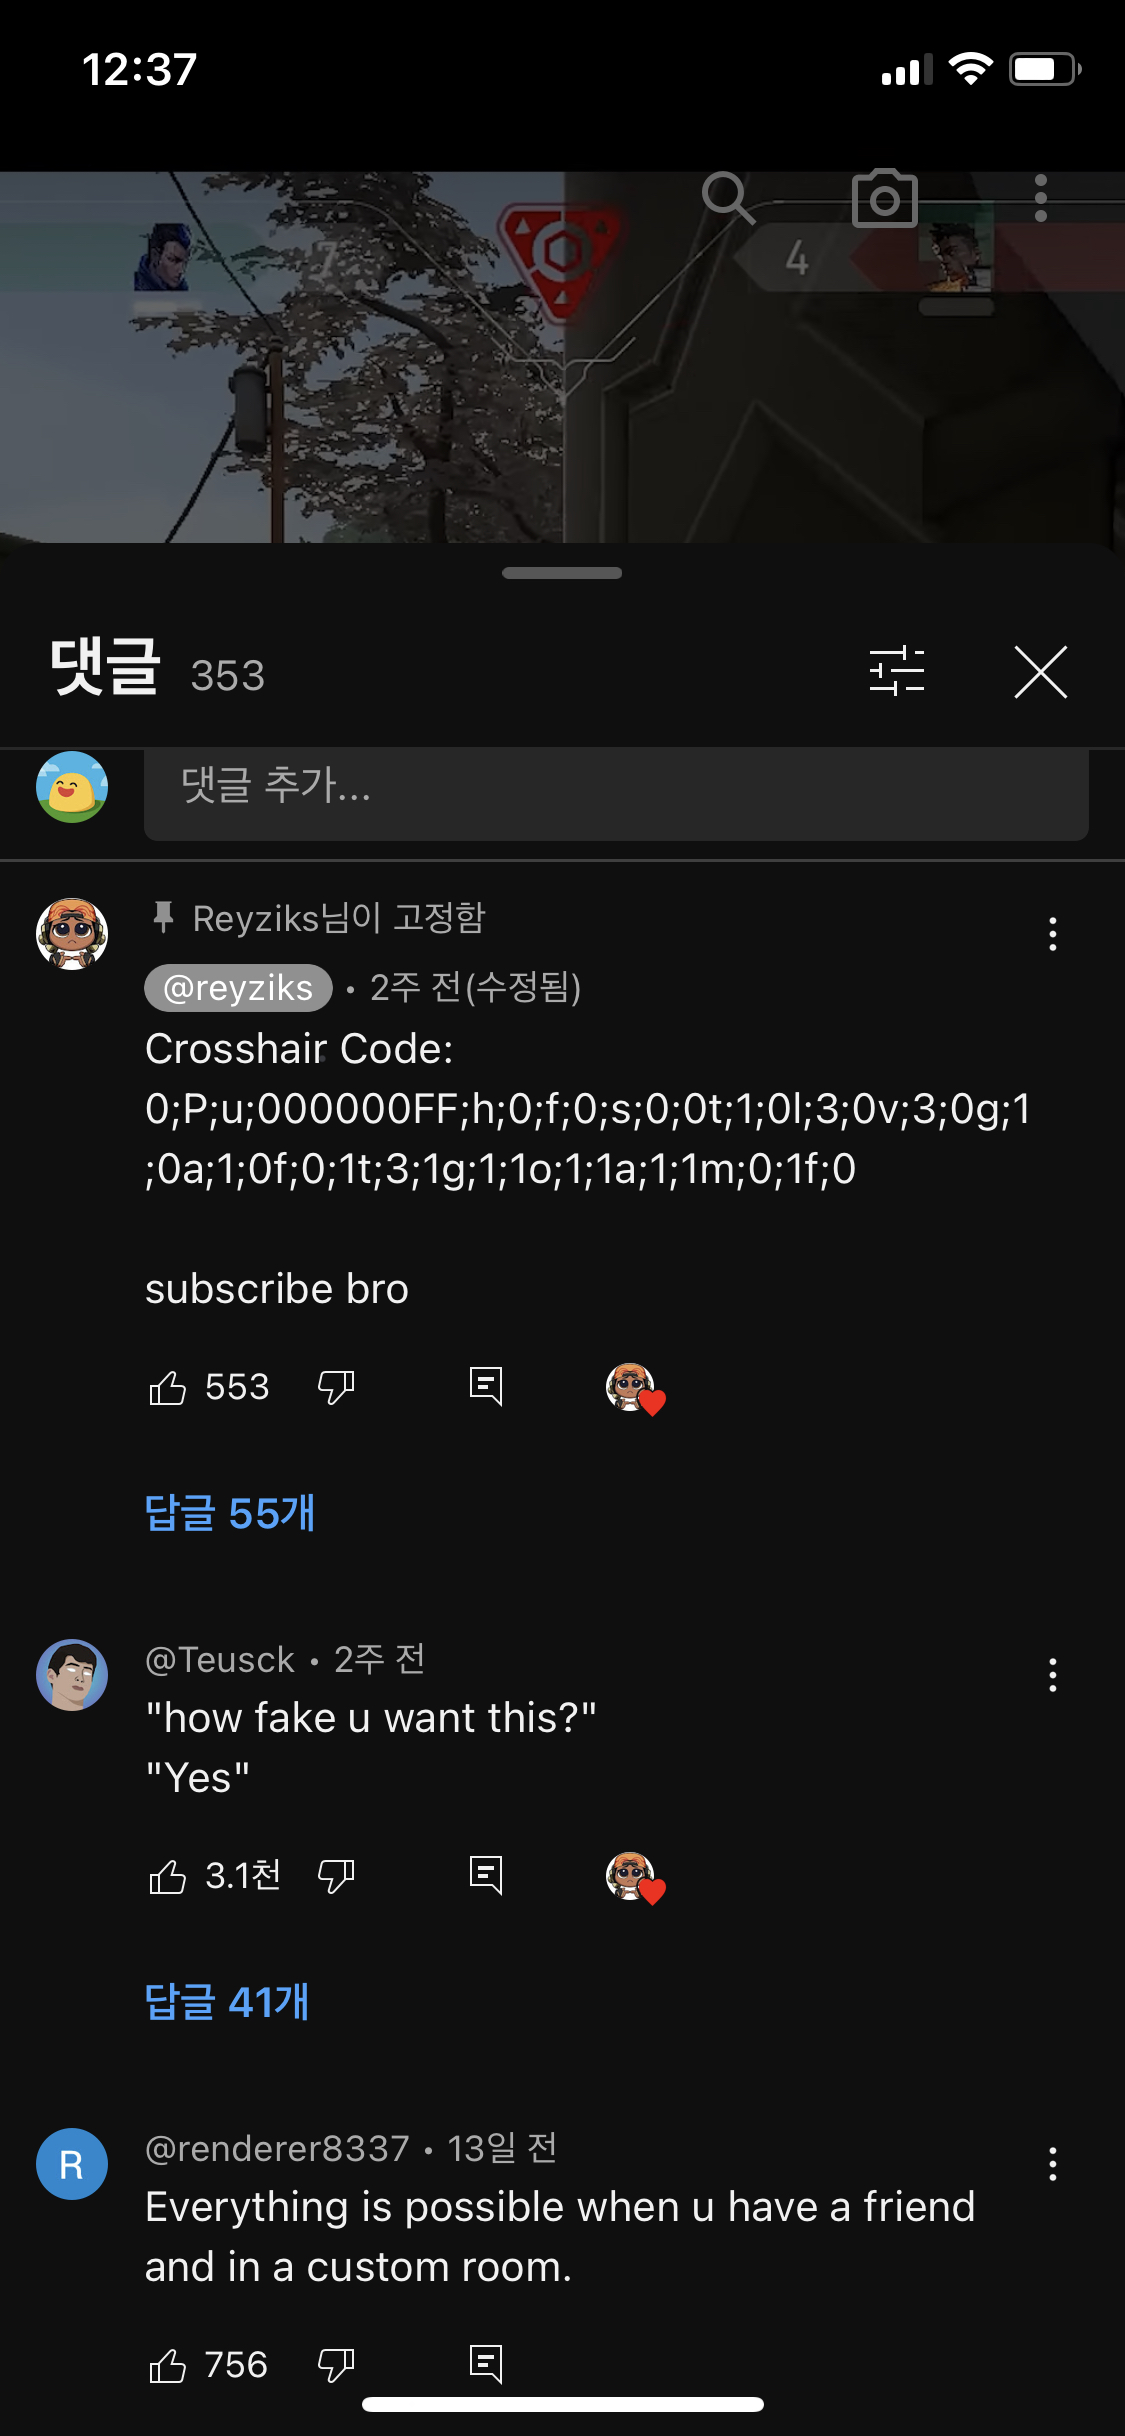 12:37
7
4
댓글 353
댓글 추가...
Reyziks님이 고정함
@reyziks • 2주 전(수정됨)
Crosshair Code:
0;P;u;000000FF;h;0;f;0;s;0;0t;1;0l;3;0v;3;0g;1
;0a;1;0f;0;1t;3;1g;1;1o;1;1a;1;1m;0;1f;0
subscribe bro
553
답글 55개
@Teusck • 2주 전
"how fake u want this?"
"Yes"
3.1천
답글 41개
R
@renderer8337 • 13일 전
Everything is possible when u have a friend
and in a custom room.
756